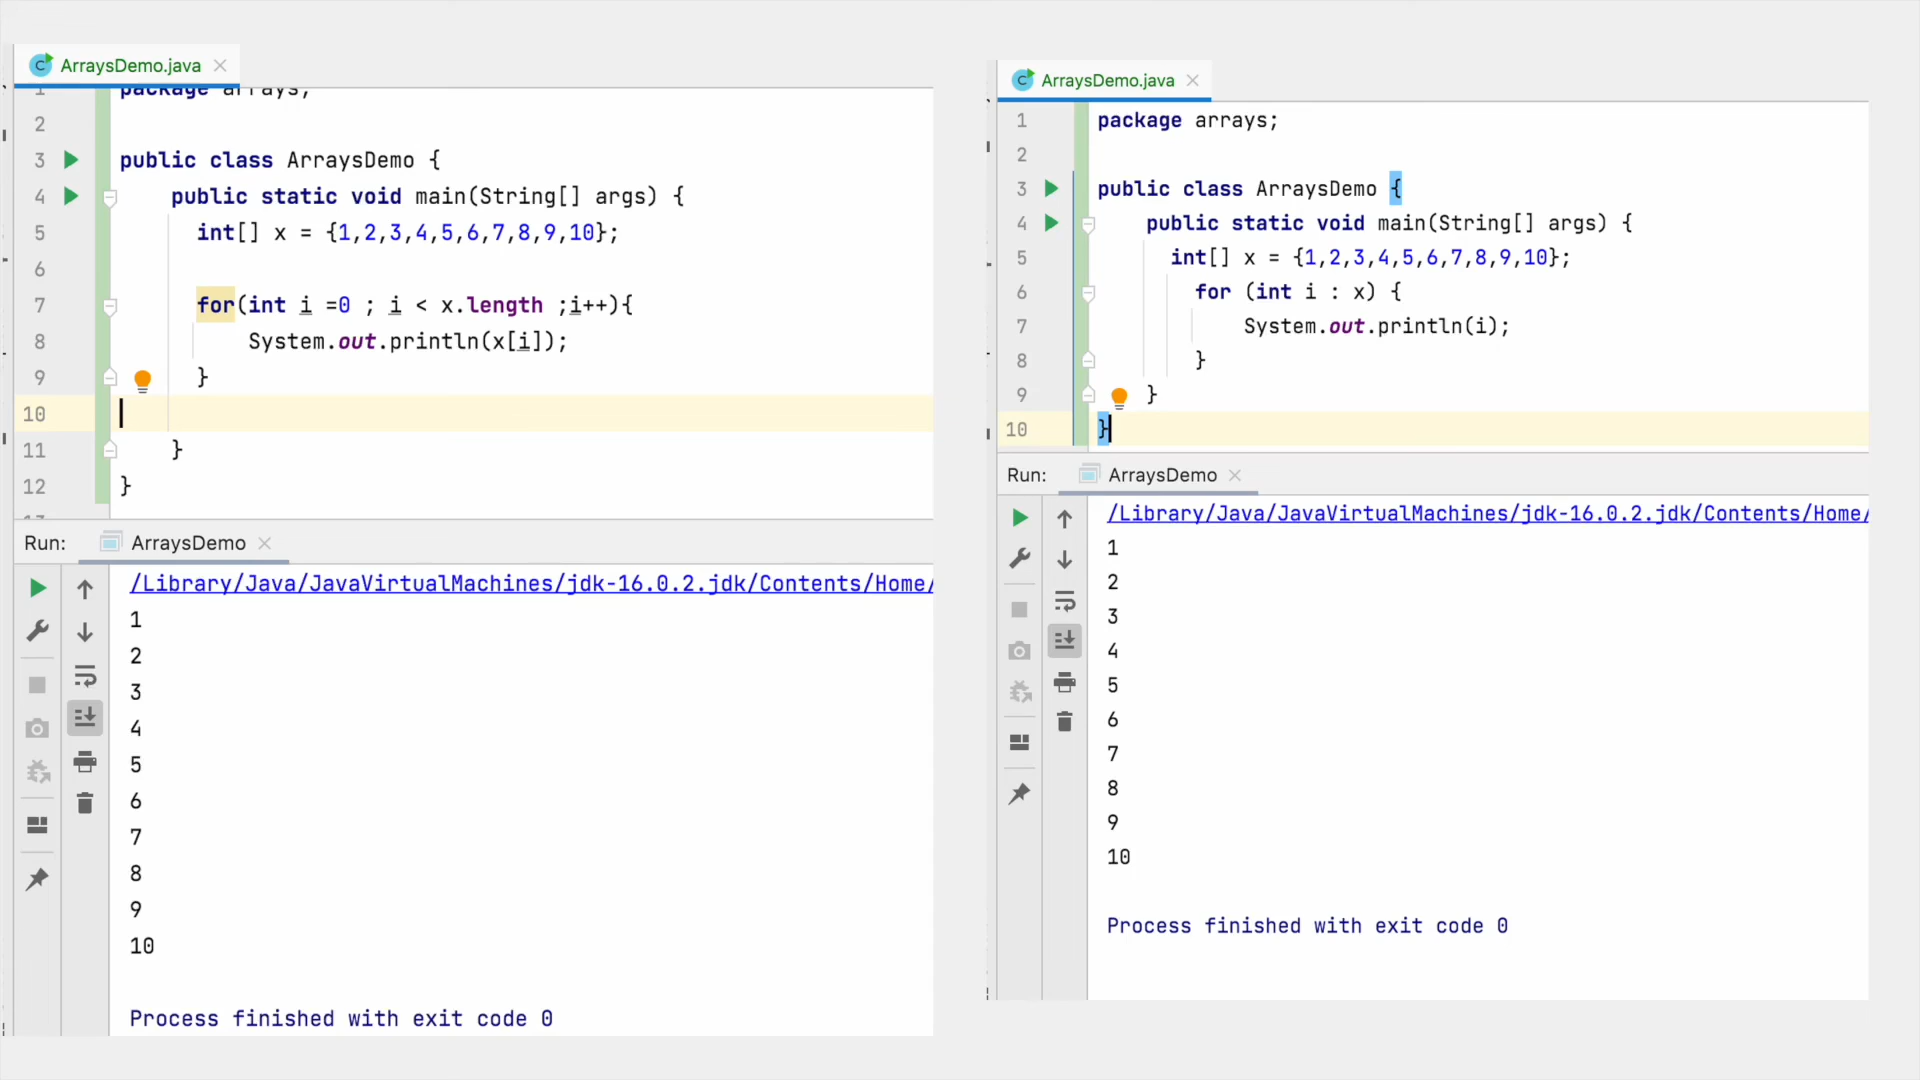 ArraysDemo.java
1 package arrays;
2
3 public class ArraysDemo {
4 public static void main(String[] args) {
5 int[] x = {1,2,3,4,5,6,7,8,9,10};
6
7 for(int i =0 ; i < x.length ;i++){
8 System.out.println(x[i]);
9 }
10
11 }
12 }
Run: ArraysDemo
/Library/Java/JavaVirtualMachines/jdk-16.0.2.jdk/Contents/Home/
1
2
3
4
5
6
7
8
9
10
Process finished with exit code 0
ArraysDemo.java
1 package arrays;
2
3 public class ArraysDemo {
4 public static void main(String[] args) {
5 int[] x = {1,2,3,4,5,6,7,8,9,10};
6 for (int i : x) {
7 System.out.println(i);
8 }
9 }
10 }
Run: ArraysDemo
/Library/Java/JavaVirtualMachines/jdk-16.0.2.jdk/Contents/Home/
1
2
3
4
5
6
7
8
9
10
Process finished with exit code 0